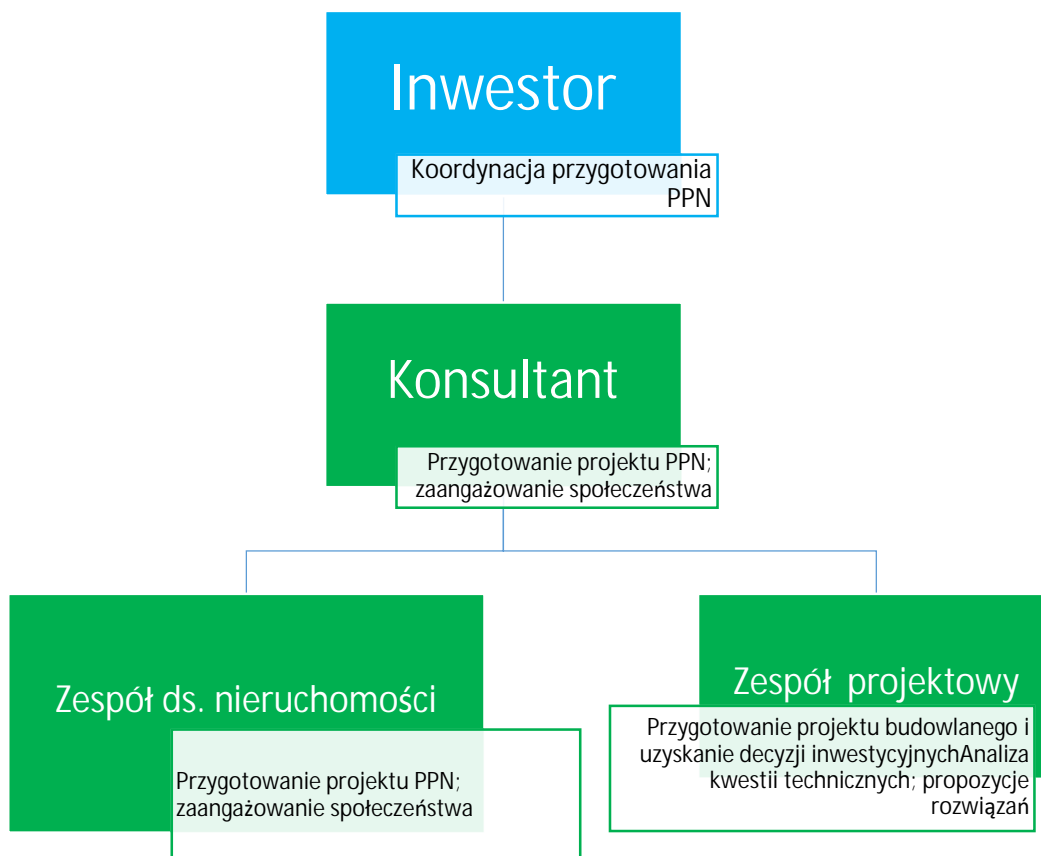 Inwestor
Koordynacja przygotowania
PPN
Konsultant
Przygotowanie projektu PPN;
zaangażowanie społeczeństwa
Zespół ds. nieruchomości
Przygotowanie projektu PPN;
zaangażowanie społeczeństwa
Zespół projektowy
Przygotowanie projektu budowlanego i
uzyskanie decyzji inwestycyjnychAnaliza
kwestii technicznych; propozycje
rozwiązań